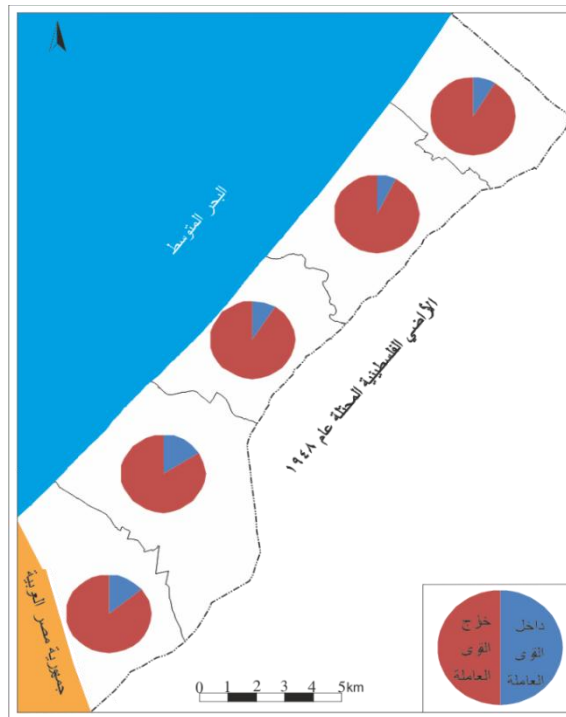 البحر المتوسط
الأراضي الفلسطينية المحتلة عام ١٩٤٨
جمهورية مصر العربية
0 1 2 3 4 5km
داخل
القوى
العاملة
خارج
القوى
العاملة